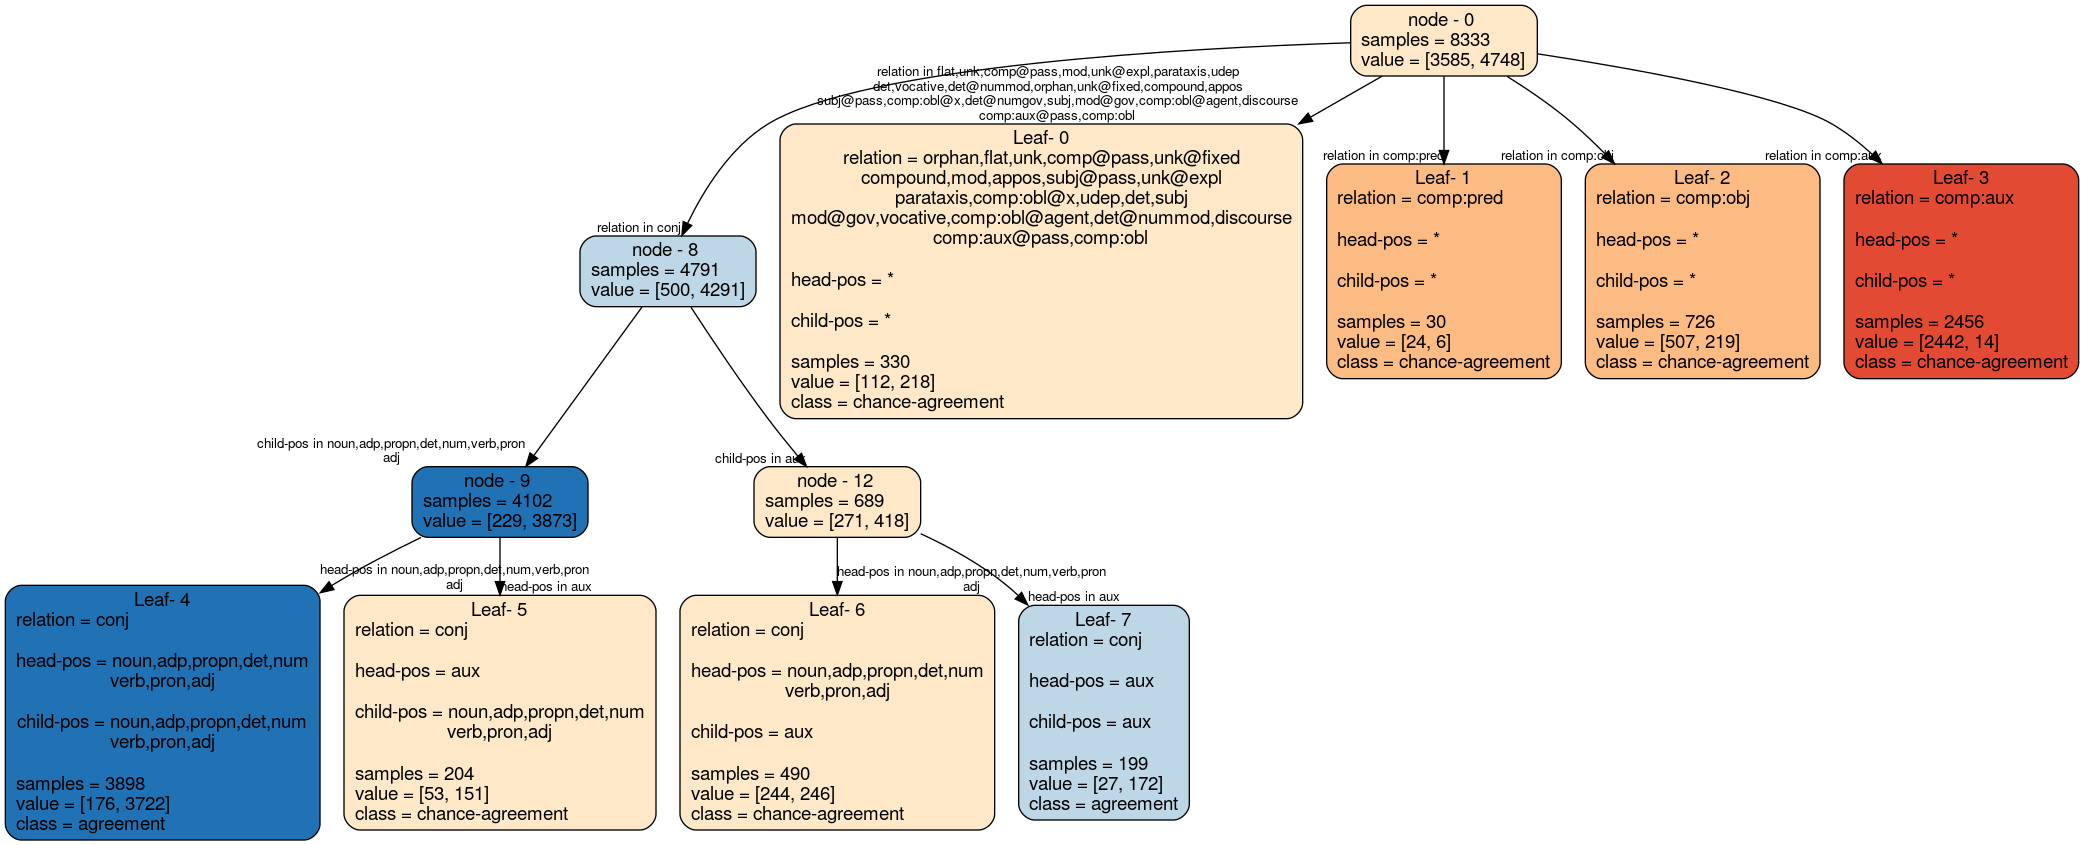 node - 0
samples = 8333
value = [3585, 4748]
relation in flat,unk,comp@pass,mod,unk@expl,parataxis,udep
det,vocative,det@nummod,orphan,unk@fixed,compound,appos
subj@pass,comp:obl@x,det@numgov,subj,mod@gov,comp:obl@agent,discourse
comp:aux@pass,comp:obl
relation in conj
relation in comp:pred
relation in comp:obj
relation in comp:aux
Leaf- 0
relation = orphan,flat,unk,comp@pass,unk@fixed
compound,mod,appos,subj@pass,unk@expl
parataxis,comp:obl@x,udep,det,subj
mod@gov,vocative,comp:obl@agent,det@nummod,discourse
comp:aux@pass,comp:obl
head-pos = *
child-pos = *
samples = 330
value = [112, 218]
class = chance-agreement
Leaf- 1
relation = comp:pred
head-pos = *
child-pos = *
samples = 30
value = [24, 6]
class = chance-agreement
Leaf- 2
relation = comp:obj
head-pos = *
child-pos = *
samples = 726
value = [507, 219]
class = chance-agreement
Leaf- 3
relation = comp:aux
head-pos = *
child-pos = *
samples = 2456
value = [2442, 14]
class = chance-agreement
node - 8
samples = 4791
value = [500, 4291]
child-pos in noun,adp,propn,det,num,verb,pron
adj
child-pos in aux
node - 9
samples = 4102
value = [229, 3873]
node - 12
samples = 689
value = [271, 418]
head-pos in noun,adp,propn,det,num,verb,pron
adj
head-pos in aux
head-pos in noun,adp,propn,det,num,verb,pron
adj
head-pos in aux
Leaf- 4
relation = conj
head-pos = noun,adp,propn,det,num
verb,pron,adj
child-pos = noun,adp,propn,det,num
verb,pron,adj
samples = 3898
value = [176, 3722]
class = agreement
Leaf- 5
relation = conj
head-pos = aux
child-pos = noun,adp,propn,det,num
verb,pron,adj
samples = 204
value = [53, 151]
class = chance-agreement
Leaf- 6
relation = conj
head-pos = noun,adp,propn,det,num
verb,pron,adj
child-pos = aux
samples = 490
value = [244, 246]
class = chance-agreement
Leaf- 7
relation = conj
head-pos = aux
child-pos = aux
samples = 199
value = [27, 172]
class = agreement